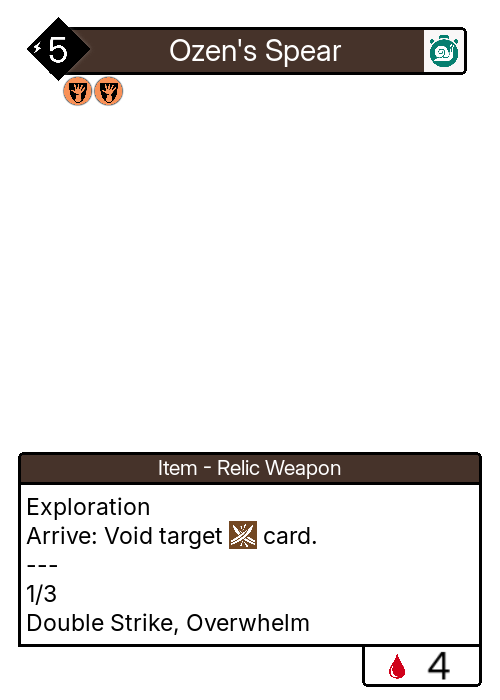 5
Ozen's Spear
Item - Relic Weapon
Exploration
Arrive: Void target card.
---
1/3
Double Strike, Overwhelm
4